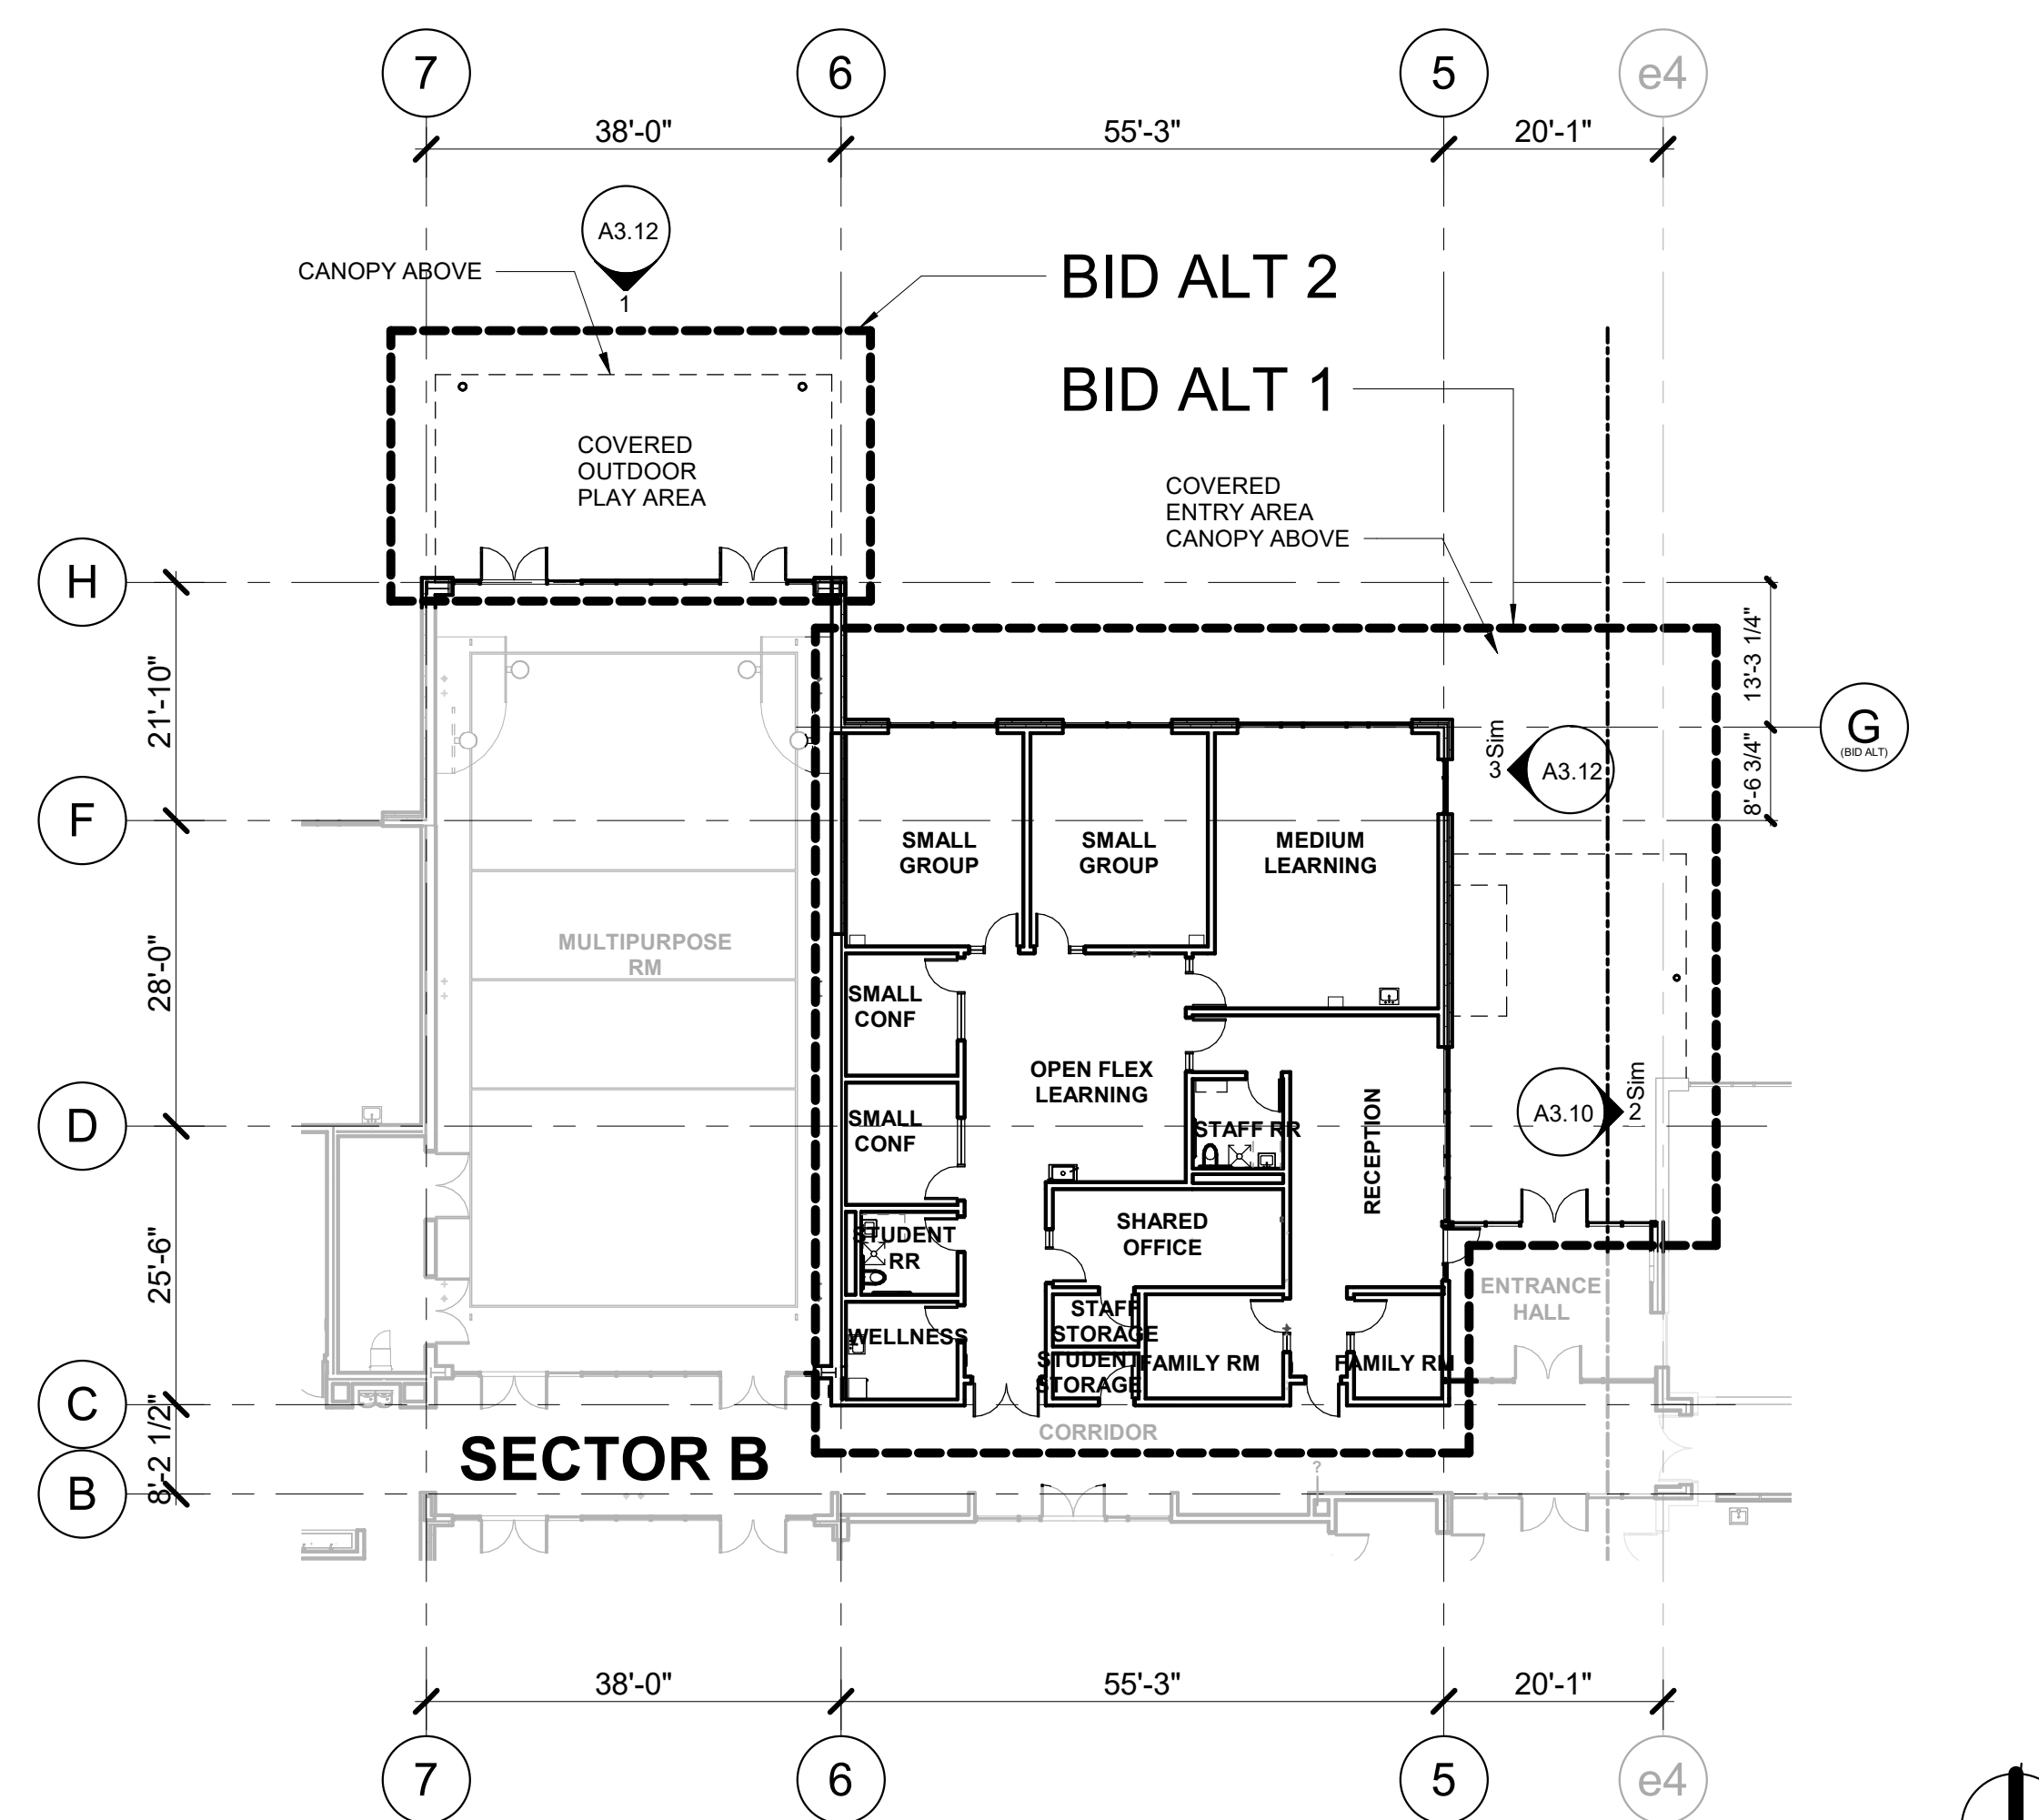 7
6
5
e4
38'-0"
55'-3"
20'-1"
A3.12
1
CANOPY ABOVE
BID ALT 2
BID ALT 1
COVERED
OUTDOOR
PLAY AREA
COVERED
ENTRY AREA
CANOPY ABOVE
H
21'-10"
13'-3 1/4"
G
(BID ALT)
8'-6 3/4"
3
Sim
A3.12
F
SMALL
GROUP
SMALL
GROUP
MEDIUM
LEARNING
MULTIPURPOSE
RM
28'-0"
SMALL
CONF
OPEN FLEX
LEARNING
SMALL
CONF
STAFF RR
RECEPTION
A3.10
2
Sim
D
25'-6"
STUDENT
RR
SHARED
OFFICE
ENTRANCE
HALL
WELLNESS
STAFF
STORAGE
STUDENT
STORAGE
FAMILY RM
FAMILY RM
C
CORRIDOR
8'-2 1/2"
SECTOR B
B
?
38'-0"
55'-3"
20'-1"
7
6
5
e4